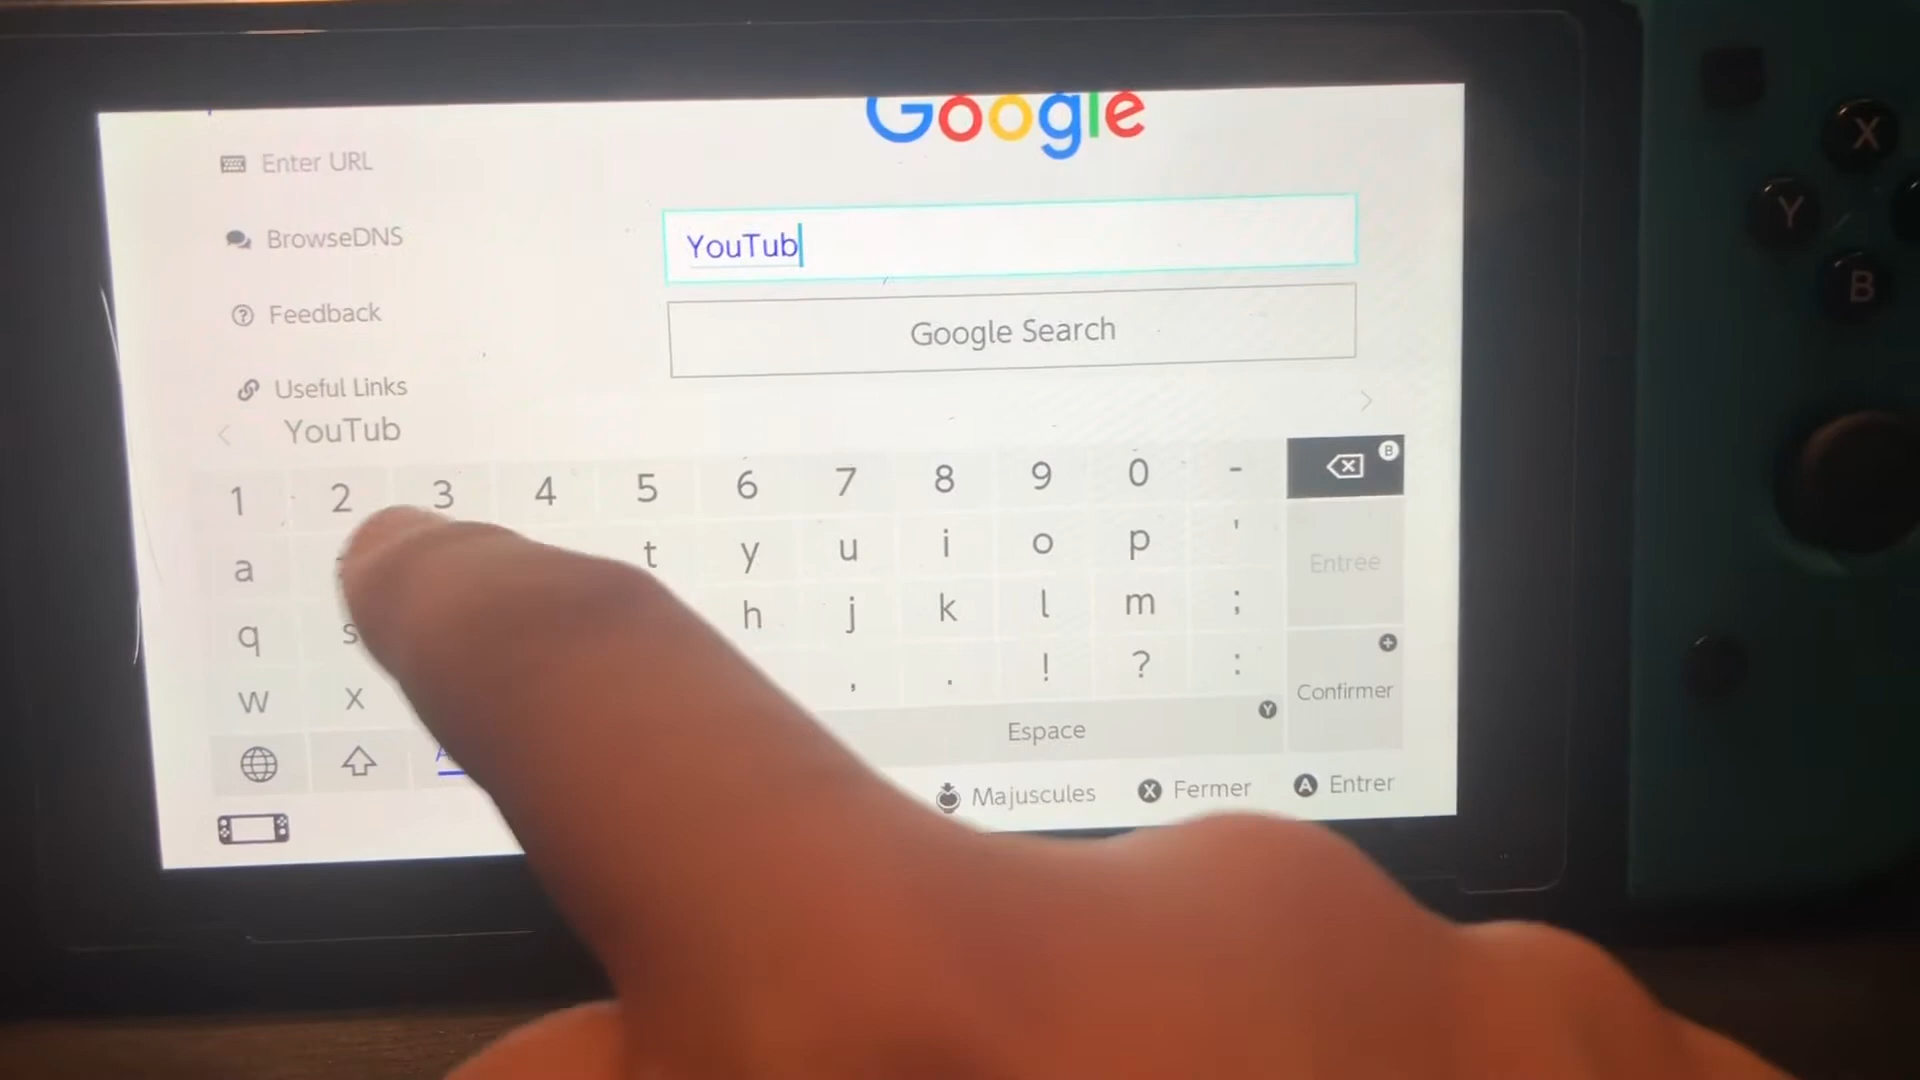 Google
Enter URL
BrowseDNS
Feedback
Useful Links
YouTub
Google Search
YouTub
1 2 3 4 5 6 7 8 9 0 - B
a t y u i o p '
Entrée
q s h j k l m ;
w x , . ! ? :
Confirmer
Espace Y
Majuscules X Fermer A Entrer
X
Y
B